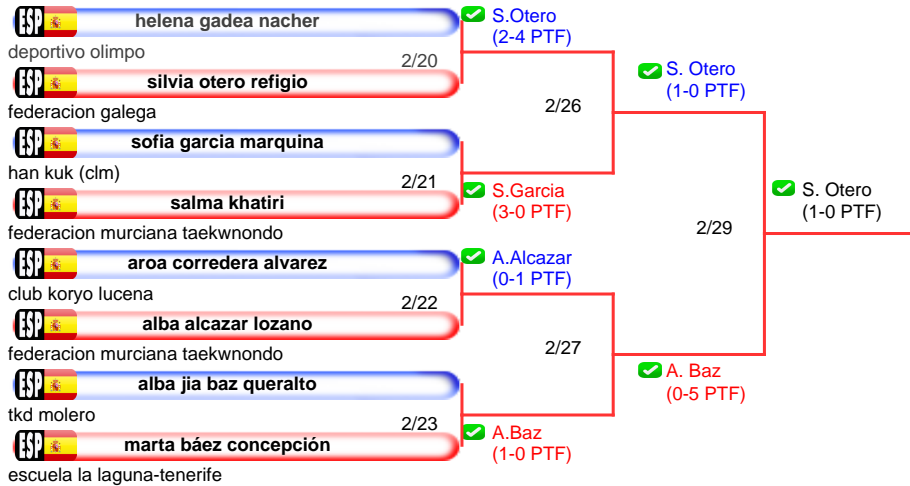 ESP helena gadea nacher
deportivo olimpo
2/20
ESP silvia otero refigio
federacion galega
S.Otero
(2-4 PTF)
ESP sofia garcia marquina
han kuk (clm)
2/21
ESP salma khatiri
federacion murciana taekwnondo
S.Garcia
(3-0 PTF)
2/26
S. Otero
(1-0 PTF)
ESP aroa corredera alvarez
club koryo lucena
2/22
ESP alba alcazar lozano
federacion murciana taekwnondo
A.Alcazar
(0-1 PTF)
ESP alba jia baz queralto
tkd molero
2/23
ESP marta báez concepción
escuela la laguna-tenerife
A.Baz
(1-0 PTF)
2/27
A. Baz
(0-5 PTF)
2/29
S. Otero
(1-0 PTF)